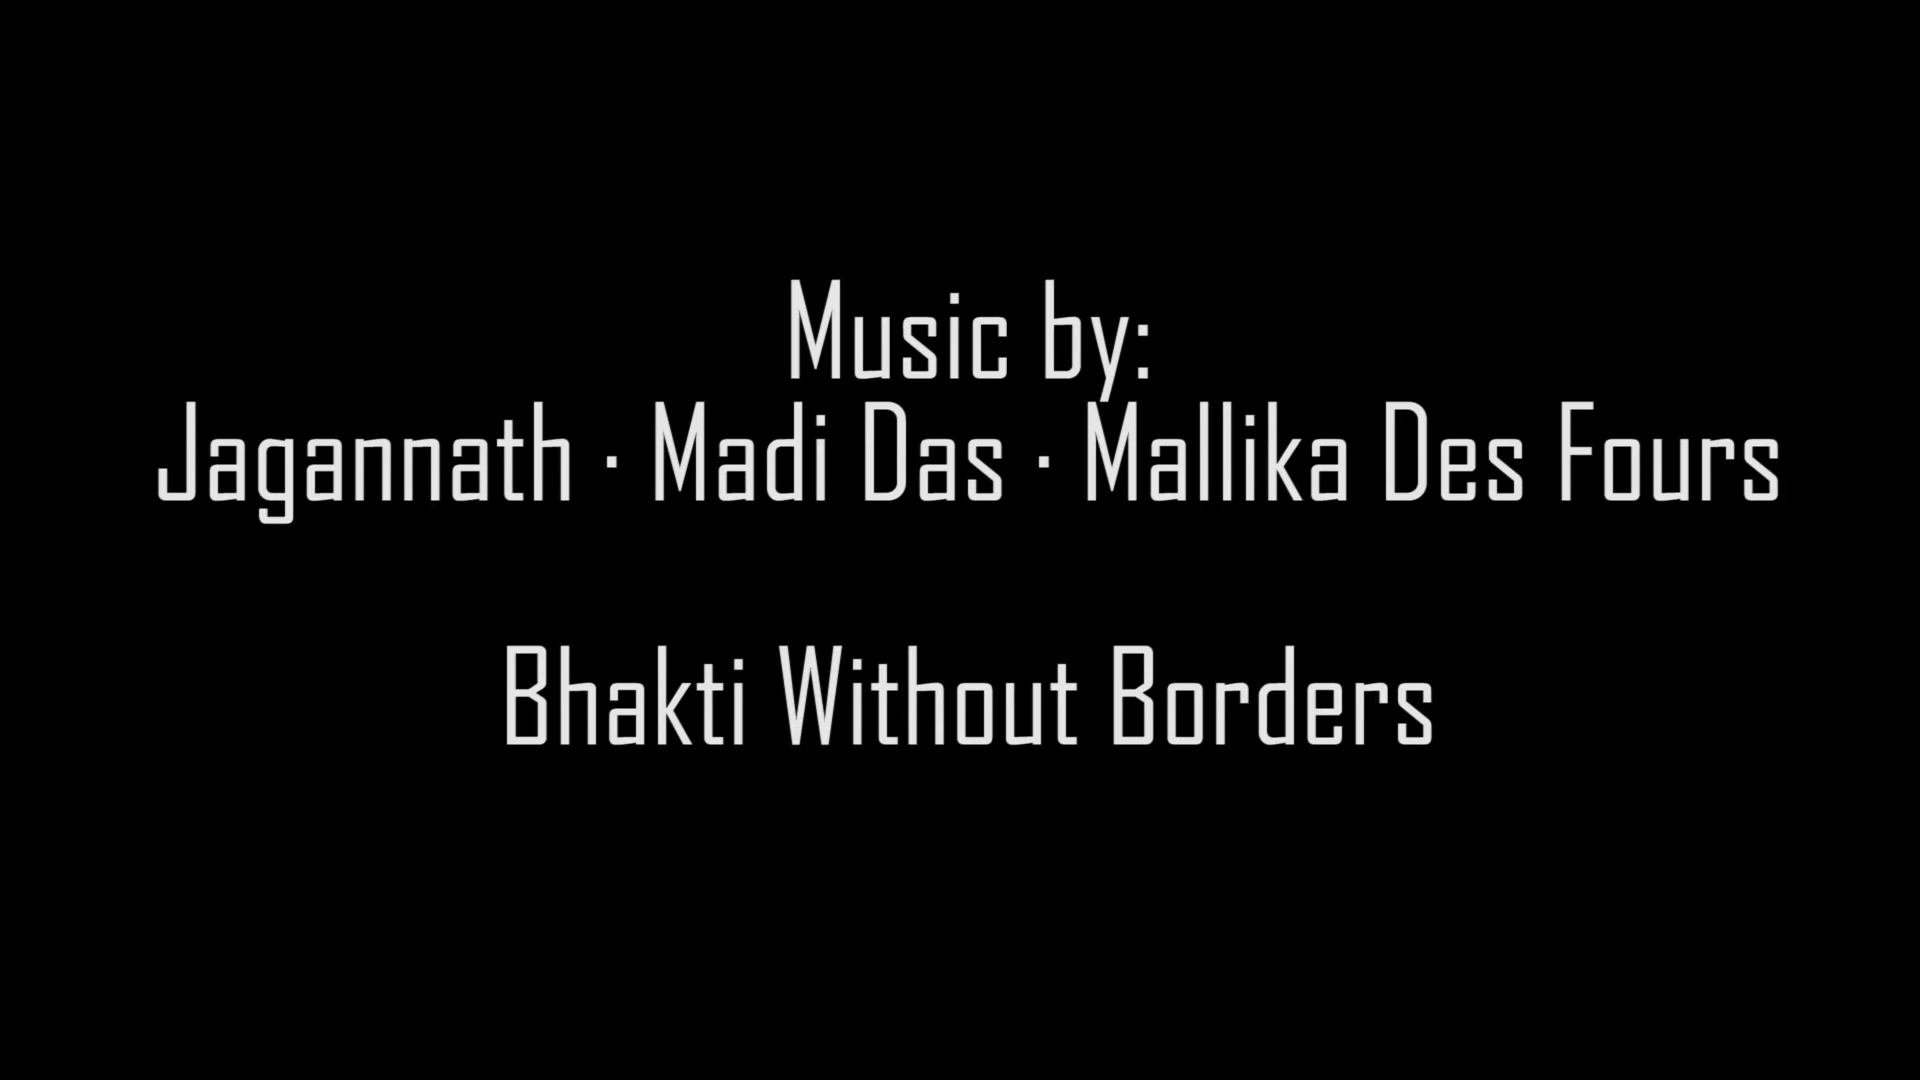 Music by:
Jagannath · Madi Das · Mallika Des Fours
Bhakti Without Borders